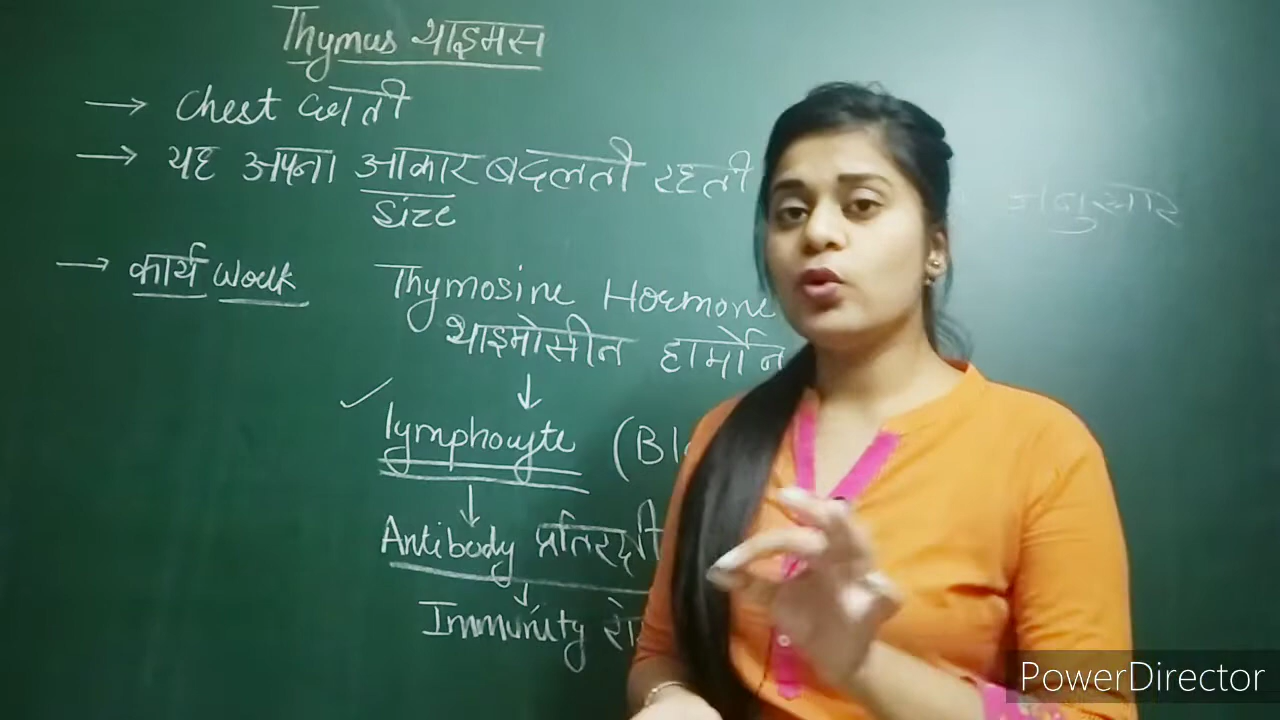 Thymus थाइमस
→ Chest छाती
→ यह अपना आकार बदलती रहती अनुसार
size
→ कार्य work Thymosine Hormone
थाइमोसीन हार्मोन
↓
✓ lymphocyte (Bl
↓
Antibody प्रतिरक्षी
↓
Immunity रो
PowerDirector